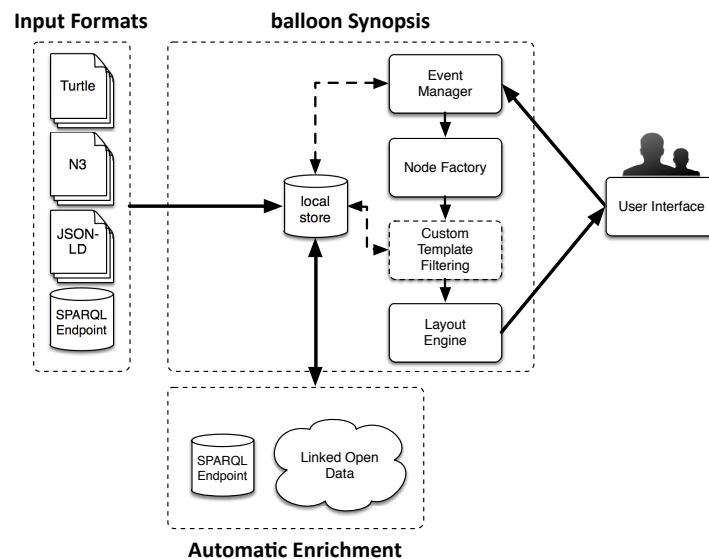 Input Formats
balloon Synopsis
Turtle
N3
JSON-
LD
SPARQL
Endpoint
local
store
Event
Manager
Node Factory
Custom
Template
Filtering
Layout
Engine
User Interface
SPARQL
Endpoint
Linked Open
Data
Automatic Enrichment